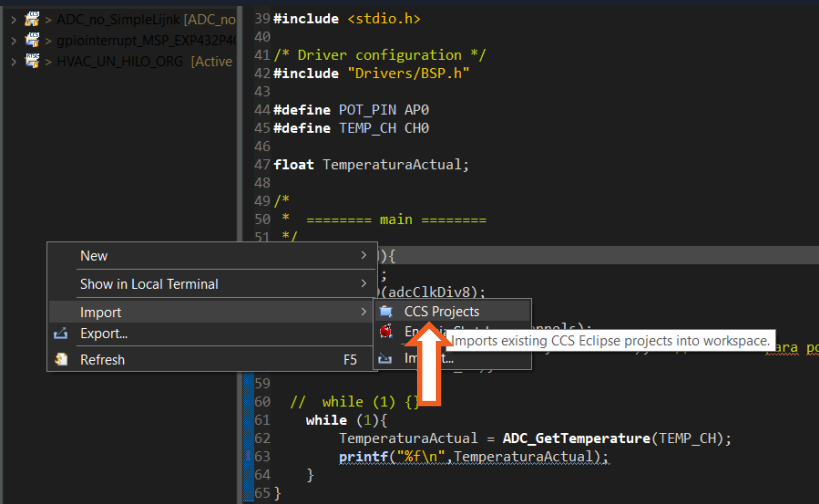 > ADC_no_SimpleLijnk [ADC_no
> gpiointerrupt_MSP_EXP432P4
> HVAC_UN_HILO_ORG [Active
39 #include <stdio.h>
40
41 /* Driver configuration */
42 #include "Drivers/BSP.h"
43
44 #define POT_PIN AP0
45 #define TEMP_CH CH0
46
47 float TemperaturaActual;
48
49 /*
50 * ======== main ========
51 */
){
;
(adcClkDiv8);
New
Show in Local Terminal
Import
Export...
Refresh F5
CCS Projects
Imports existing CCS Eclipse projects into workspace.
nnels);
para po
59
60 // while (1) {}
61 while (1){
62 TemperaturaActual = ADC_GetTemperature(TEMP_CH);
63 printf("%f\n",TemperaturaActual);
64 }
65 }